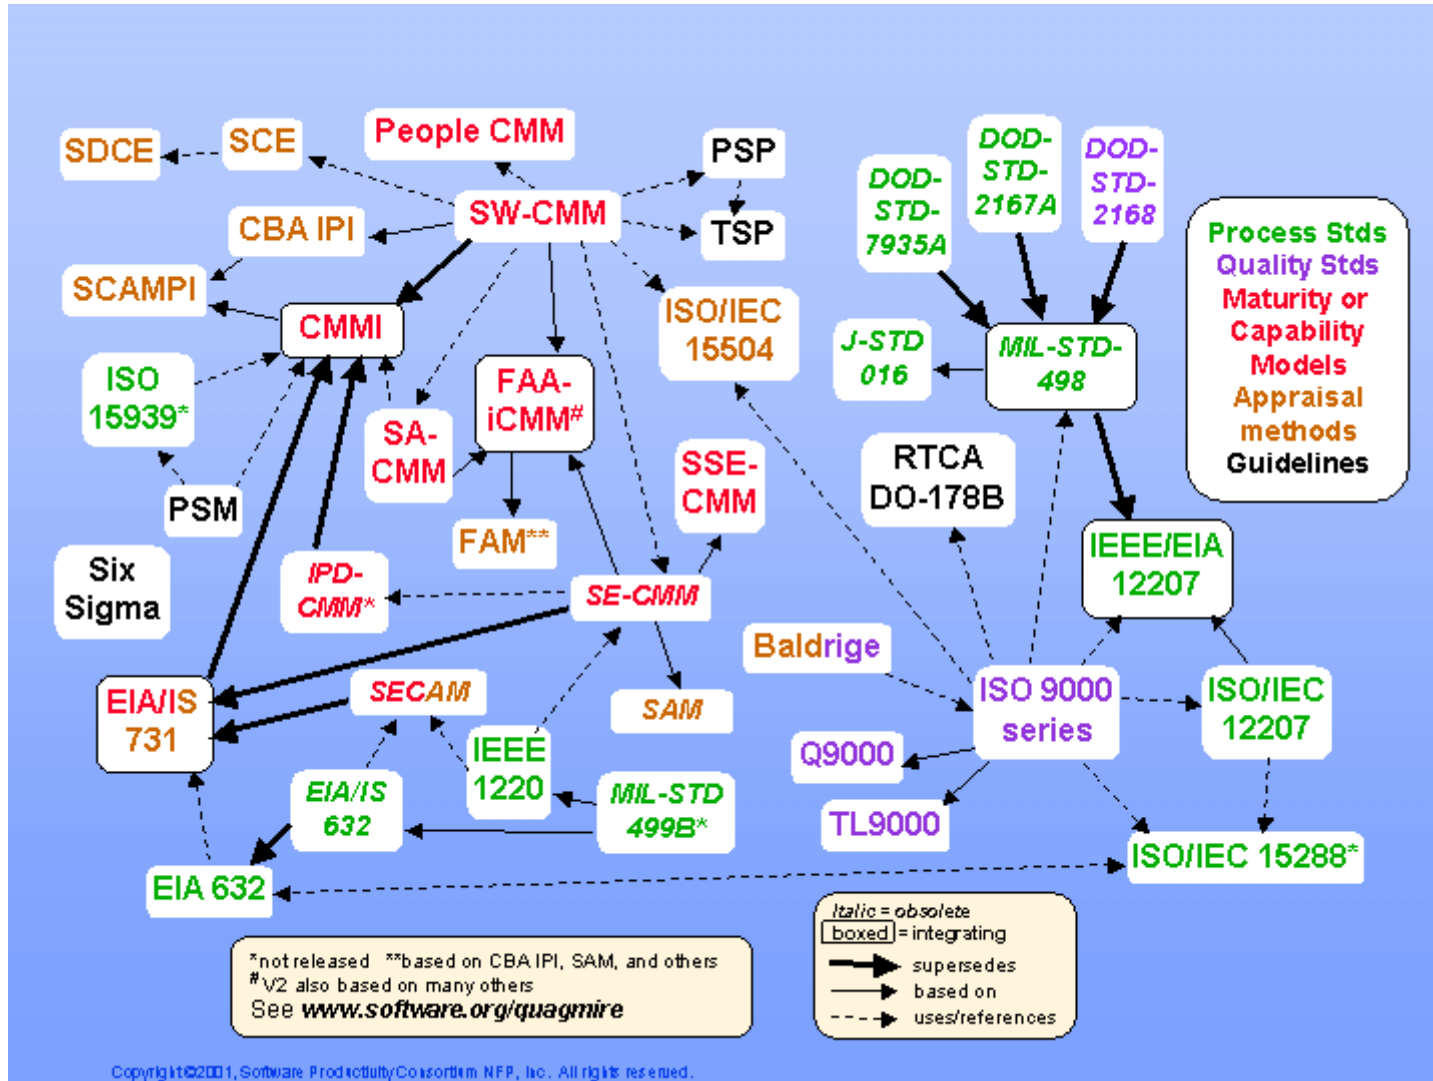 People CMM
SDCE
SCE
PSP
DOD-
STD-
7935A
DOD-
STD-
2167A
DOD-
STD-
2168
SW-CMM
TSP
CBA IPI
SCAMPI
CMMI
ISO/IEC
15504
J-STD
016
MIL-STD-
498
Process Stds
Quality Stds
Maturity or
Capability
Models
Appraisal
methods
Guidelines
ISO
15939*
FAA-
iCMM#
SA-
CMM
SSE-
CMM
RTCA
DO-178B
PSM
FAM**
IEEE/EIA
12207
Six
Sigma
IPD-
CMM*
SE-CMM
Baldrige
EIA/IS
731
SECAM
SAM
ISO 9000
series
ISO/IEC
12207
IEEE
1220
Q9000
EIA/IS
632
MIL-STD
499B*
TL9000
EIA 632
ISO/IEC 15288*
*not released **based on CBA IPI, SAM, and others
#V2 also based on many others
See www.software.org/quagmire
Italic = obsolete
boxed = integrating
supersedes
based on
uses/references
Copyright©2001, Software Productivity Consortium NFP, Inc. All rights reserved.